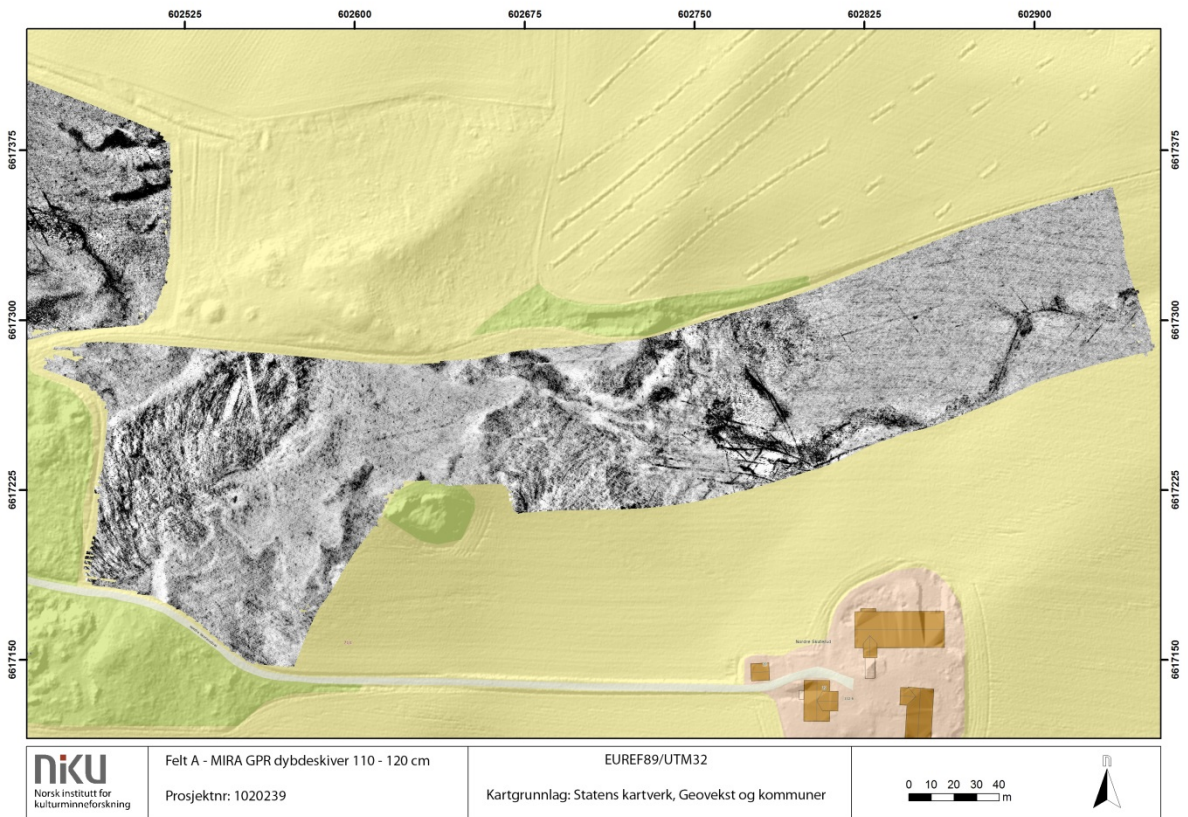 602525 602600 602675 602750 602825 602900
6617375 6617375
6617300 6617300
6617225 6617225
6617150 6617150
niku
Norsk institutt for
kulturminneforskning
Felt A - MIRA GPR dybdeskiver 110 - 120 cm
Prosjektnr: 1020239
EUREF89/UTM32
Kartgrunnlag: Statens kartverk, Geovekst og kommuner
0 10 20 30 40
m
n